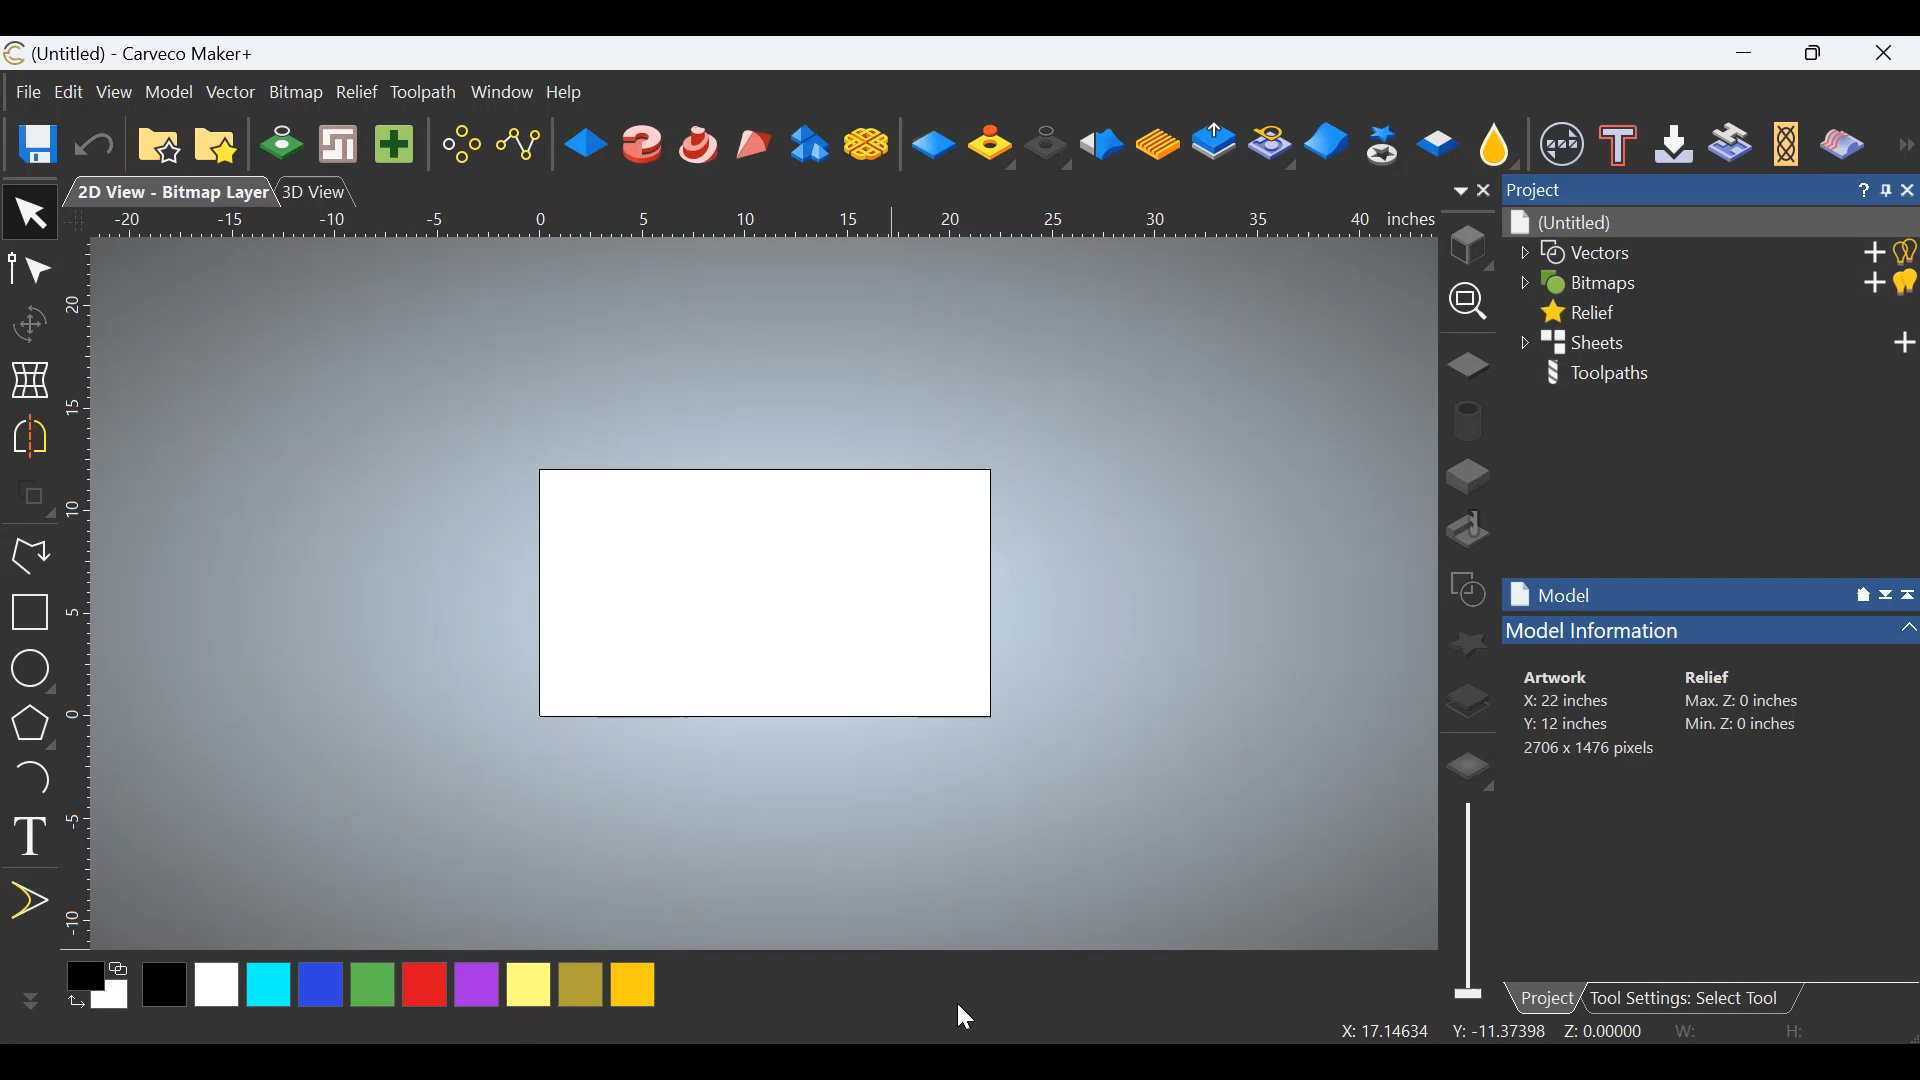 (Untitled) - Carveco Maker+
File Edit View Model Vector Bitmap Relief Toolpath Window Help
2D View - Bitmap Layer 3D View
-20 -15 -10 -5 0 5 10 15 20 25 30 35 40 inches
20
15
10
5
0
-5
-10
Project
(Untitled)
Vectors
Bitmaps
Relief
Sheets
Toolpaths
Model
Model Information
Artwork Relief
X: 22 inches Max. Z: 0 inches
Y: 12 inches Min. Z: 0 inches
2706 x 1476 pixels
T
Project Tool Settings: Select Tool
X: 17.14634 Y: -11.37398 Z: 0.00000 W: H: